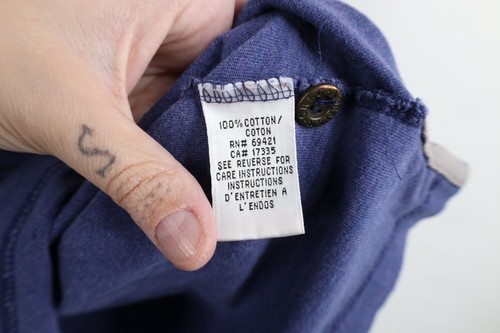 100% COTTON/
COTON
RN# 69421
CA# 17335
SEE REVERSE FOR
CARE INSTRUCTIONS
INSTRUCTIONS
D'ENTRETIEN A
L'ENDOS